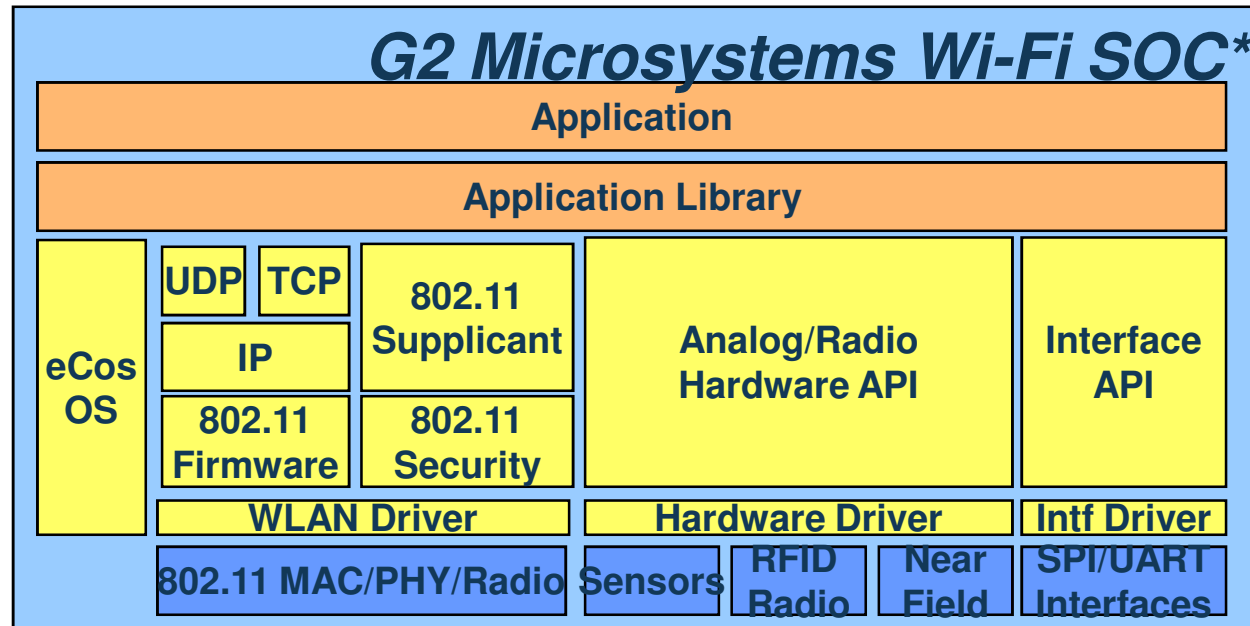 G2 Microsystems Wi-Fi SOC*
Application
Application Library
eCos
OS
UDP
TCP
IP
802.11
Firmware
802.11
Supplicant
802.11
Security
Analog/Radio
Hardware API
Interface
API
WLAN Driver
Hardware Driver
Intf Driver
802.11 MAC/PHY/Radio
Sensors
RFID
Radio
Near
Field
SPI/UART
Interfaces